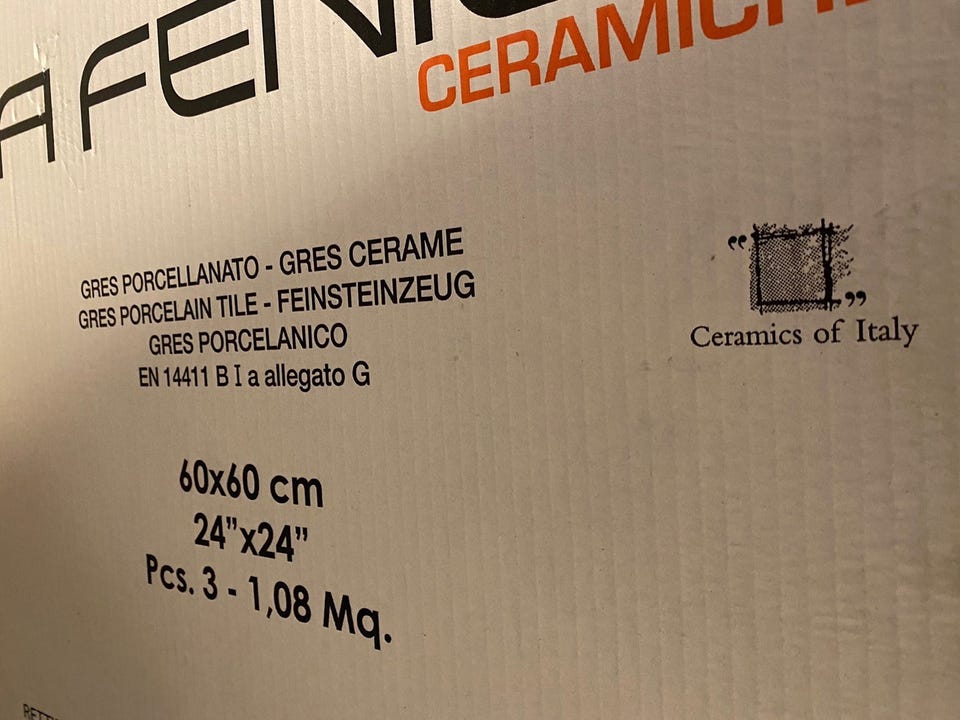 CERAMICHE
GRES PORCELLANATO - GRES CERAME
GRES PORCELAIN TILE - FEINSTEINZEUG
GRES PORCELANICO
EN 14411 B I a allegato G
„ ”
Ceramics of Italy
60x60 cm
24”x24”
Pcs. 3 - 1,08 Mq.